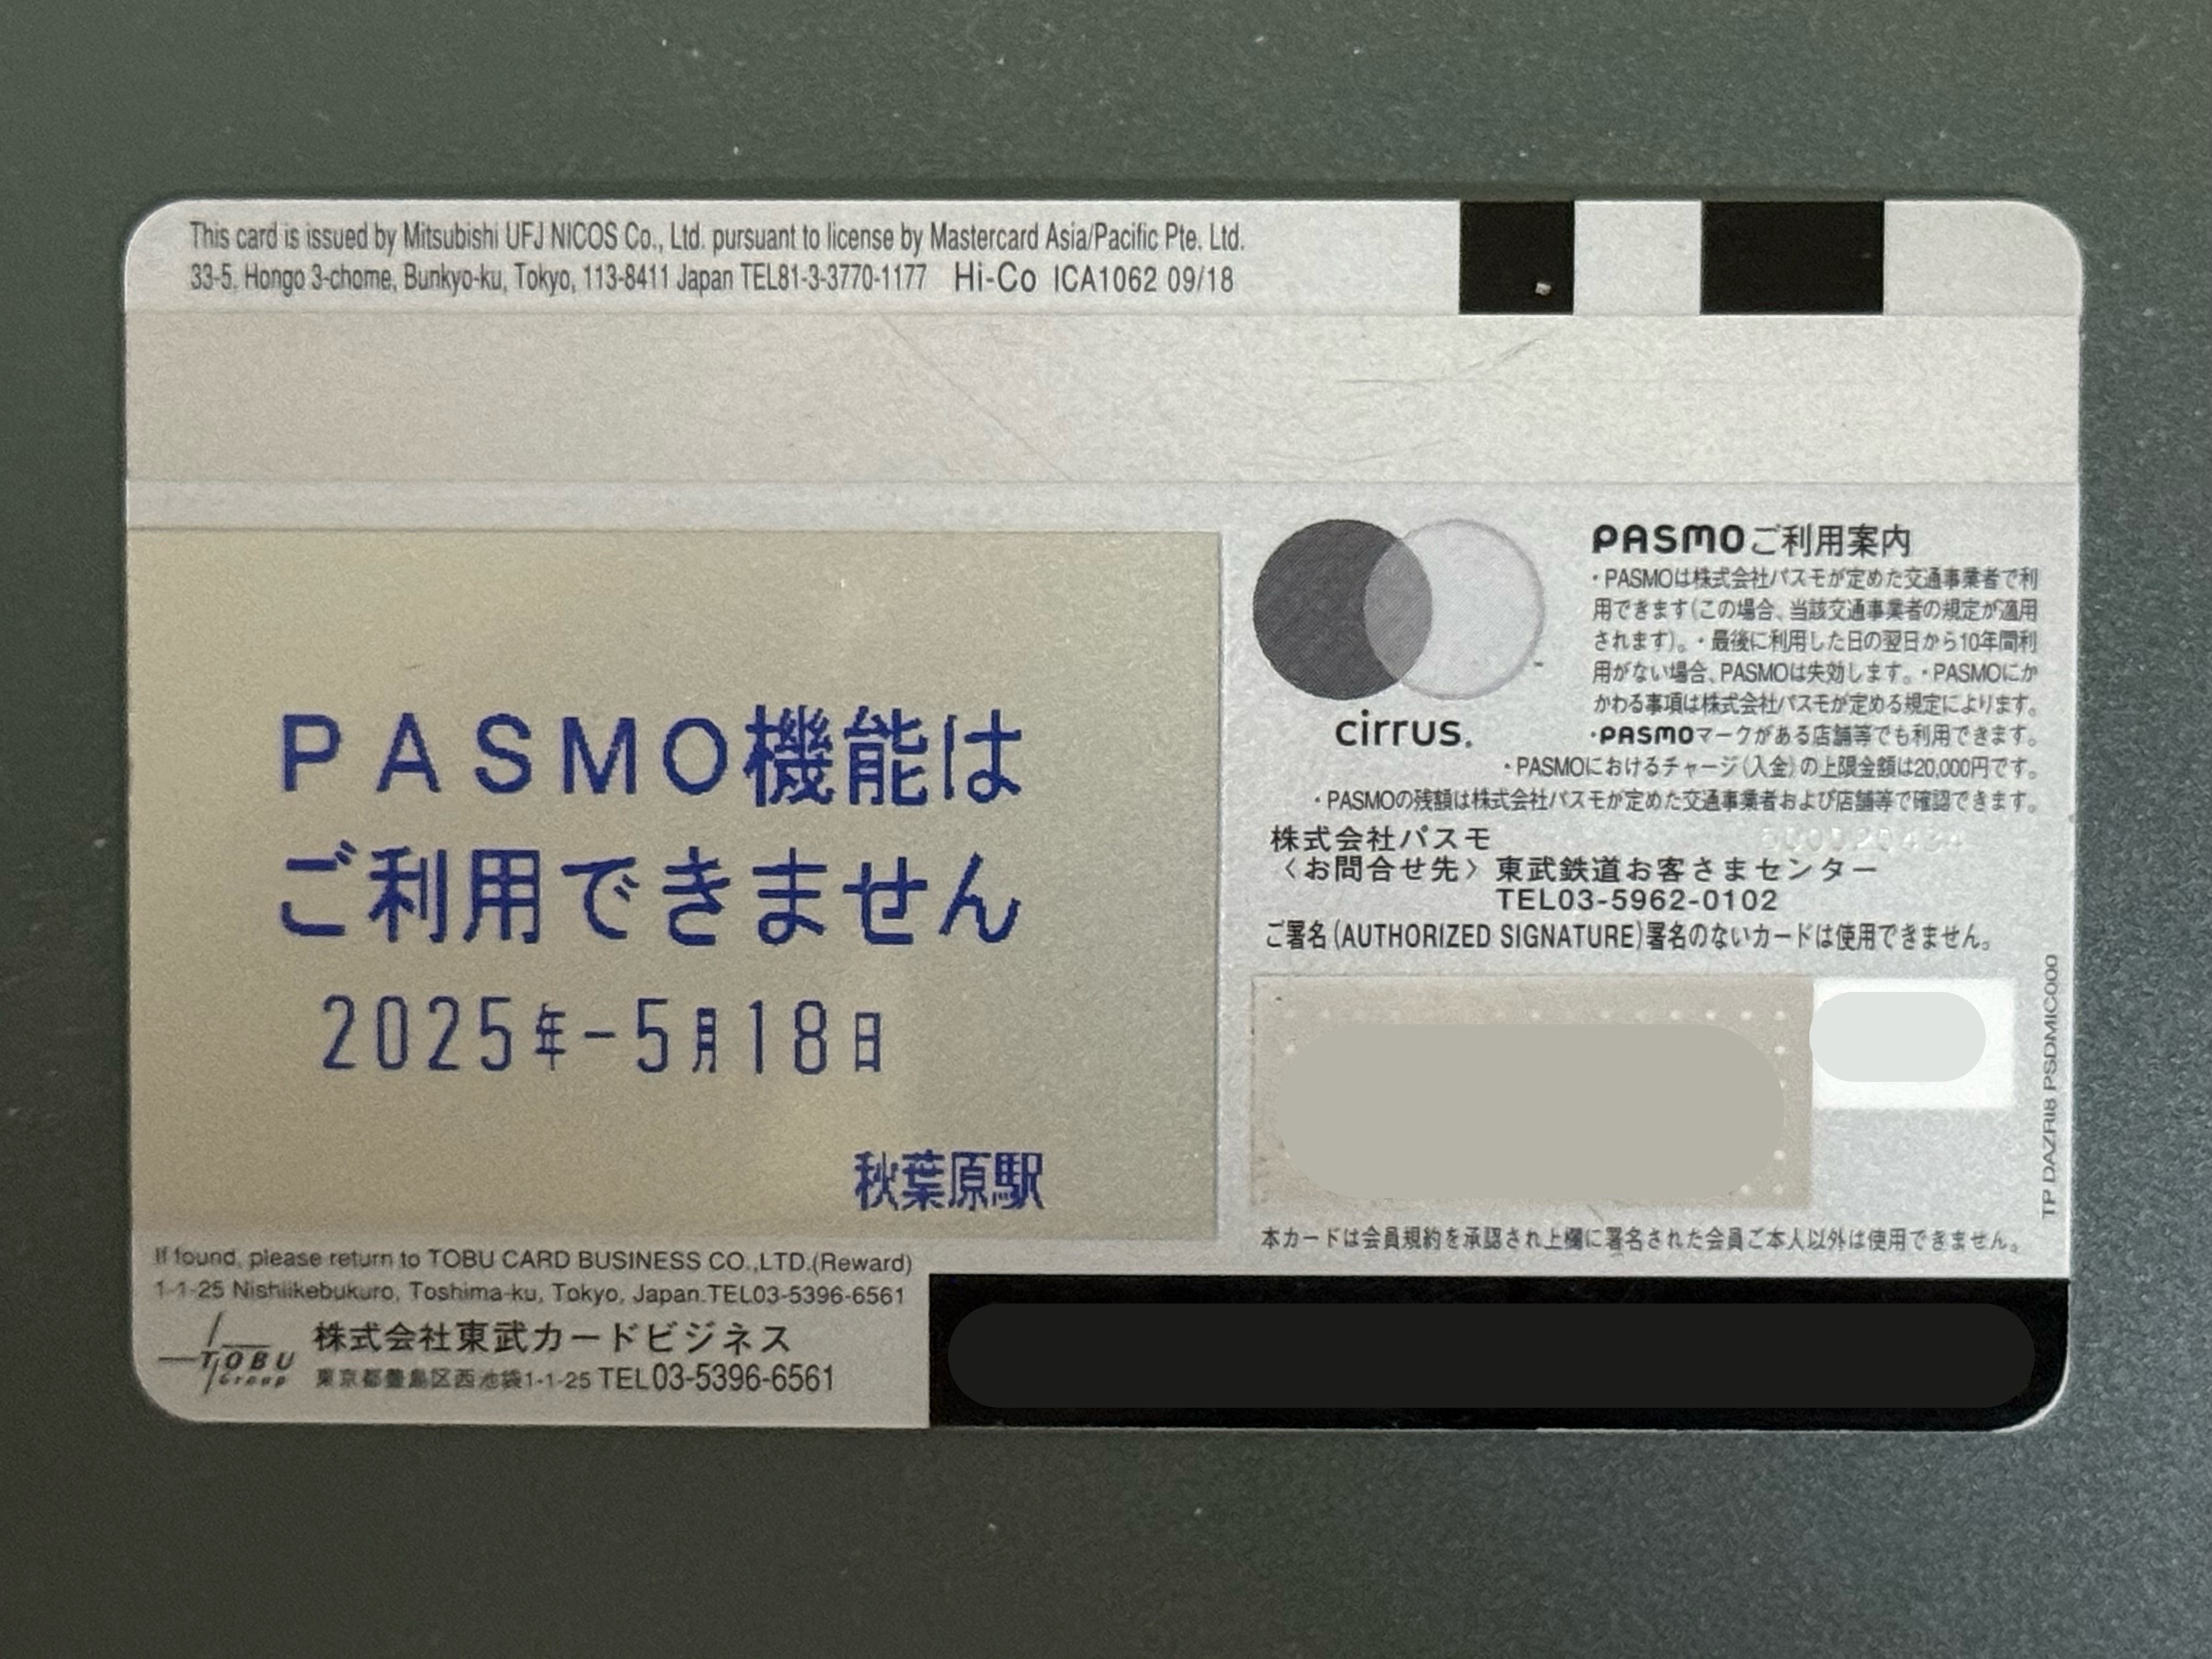 This card is issued by Mitsubishi UFJ NICOS Co., Ltd. pursuant to license by Mastercard Asia/Pacific Pte. Ltd.
33-5, Hongo 3-chome, Bunkyo-ku, Tokyo, 113-8411 Japan TEL81-3-3770-1177 Hi-Co ICA1062 09/18
PASMO機能は
ご利用できません
2025年-5月18日
秋葉原駅
cirrus.
PASMOご利用案内
・PASMOは株式会社パスモが定めた交通事業者で利
用できます(この場合、当該交通事業者の規定が適用
されます)。・最後に利用した日の翌日から10年間利
用がない場合、PASMOは失効します。・PASMOにか
かわる事項は株式会社パスモが定める規定によります。
・PASMOマークがある店舗等でも利用できます。
・PASMOにおけるチャージ(入金)の上限金額は20,000円です。
・PASMOの残額は株式会社パスモが定めた交通事業者および店舗等で確認できます。
株式会社パスモ
〈お問合せ先〉東武鉄道お客さまセンター
TEL03-5962-0102
ご署名(AUTHORIZED SIGNATURE)署名のないカードは使用できません。
TP DAZRI8 PSDMIC000
本カードは会員規約を承認され上欄に署名された会員ご本人以外は使用できません。
If found, please return to TOBU CARD BUSINESS CO.,LTD.(Reward)
1-1-25 Nishiikebukuro, Toshima-ku, Tokyo, Japan.TEL03-5396-6561
TOBU
Group
株式会社東武カードビジネス
東京都豊島区西池袋1-1-25 TEL03-5396-6561